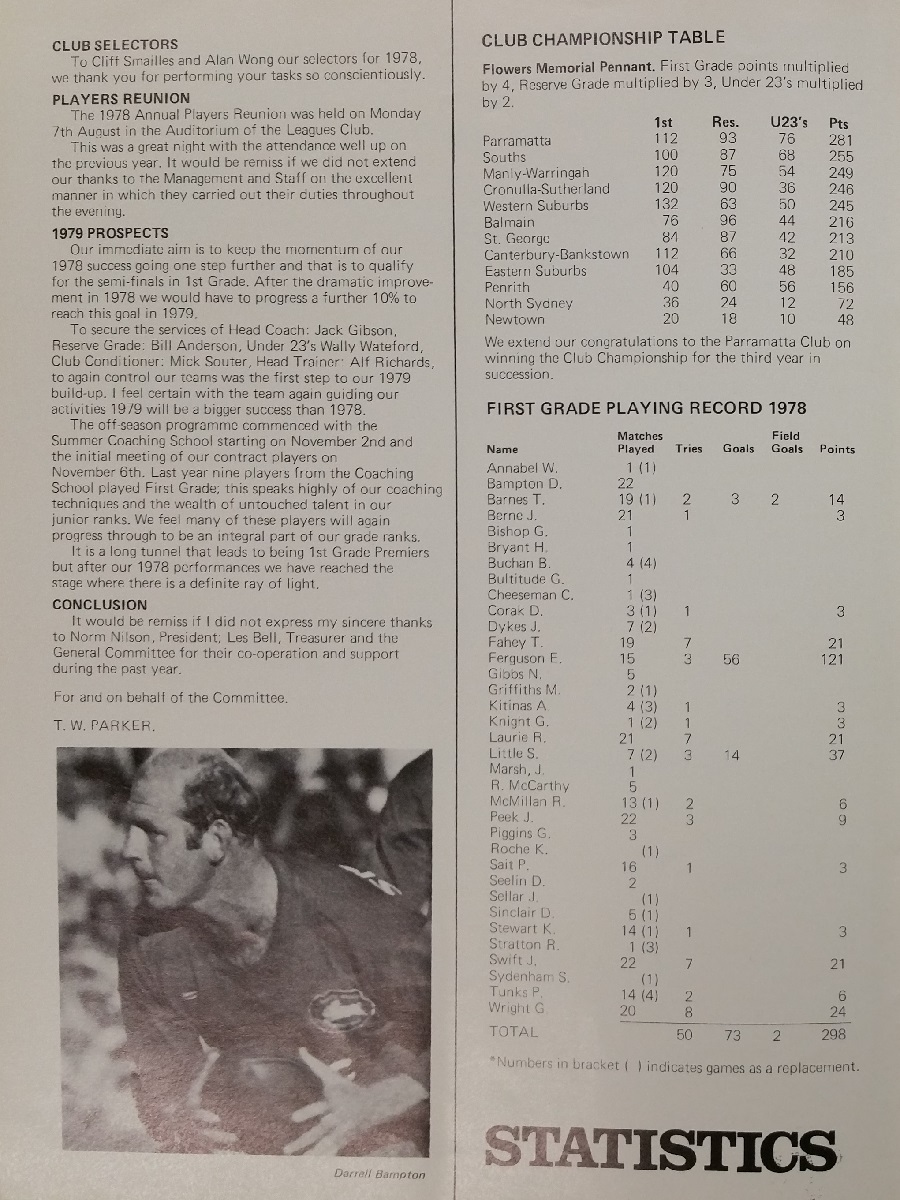 CLUB SELECTORS
To Cliff Smailles and Alan Wong our selectors for 1978,
we thank you for performing your tasks so conscientiously.
PLAYERS REUNION
The 1978 Annual Players Reunion was held on Monday
7th August in the Auditorium of the Leagues Club.
This was a great night with the attendance well up on
the previous year. It would be remiss if we did not extend
our thanks to the Management and Staff on the excellent
manner in which they carried out their duties throughout
the evening.
1979 PROSPECTS
Our immediate aim is to keep the momentum of our
1978 success going one step further and that is to qualify
for the semi-finals in 1st Grade. After the dramatic improve-
ment in 1978 we would have to progress a further 10% to
reach this goal in 1979.
To secure the services of Head Coach: Jack Gibson,
Reserve Grade: Bill Anderson, Under 23's Wally Wateford,
Club Conditioner: Mick Souter, Head Trainer: Alf Richards,
to again control our teams was the first step to our 1979
build-up. I feel certain with the team again guiding our
activities 1979 will be a bigger success than 1978.
The off-season programme commenced with the
Summer Coaching School starting on November 2nd and
the initial meeting of our contract players on
November 6th. Last year nine players from the Coaching
School played First Grade; this speaks highly of our coaching
techniques and the wealth of untouched talent in our
junior ranks. We feel many of these players will again
progress through to be an integral part of our grade ranks.
It is a long tunnel that leads to being 1st Grade Premiers
but after our 1978 performances we have reached the
stage where there is a definite ray of light.
CONCLUSION
It would be remiss if I did not express my sincere thanks
to Norm Nilson, President; Les Bell, Treasurer and the
General Committee for their co-operation and support
during the past year.
For and on behalf of the Committee.
T. W. PARKER.
Darrell Bampton
CLUB CHAMPIONSHIP TABLE
Flowers Memorial Pennant. First Grade points multiplied
by 4, Reserve Grade multiplied by 3, Under 23's multiplied
by 2.
1st Res. U23's Pts
Parramatta 112 93 76 281
Souths 100 87 68 255
Manly-Warringah 120 75 54 249
Cronulla-Sutherland 120 90 36 246
Western Suburbs 132 63 50 245
Balmain 76 96 44 216
St. George 84 87 42 213
Canterbury-Bankstown 112 66 32 210
Eastern Suburbs 104 33 48 185
Penrith 40 60 56 156
North Sydney 36 24 12 72
Newtown 20 18 10 48
We extend our congratulations to the Parramatta Club on
winning the Club Championship for the third year in
succession.
FIRST GRADE PLAYING RECORD 1978
Matches Field
Name Played Tries Goals Goals Points
Annabel W. 1 (1)
Bampton D. 22
Barnes T. 19 (1) 2 3 2 14
Berne J. 21 1 3
Bishop G. 1
Bryant H. 1
Buchan B. 4 (4)
Bultitude G. 1
Cheeseman C. 1 (3)
Corak D. 3 (1) 1 3
Dykes J. 7 (2)
Fahey T. 19 7 21
Ferguson E. 15 3 56 121
Gibbs N. 5
Griffiths M. 2 (1)
Kitinas A. 4 (3) 1 3
Knight G. 1 (2) 1 3
Laurie R. 21 7 21
Little S. 7 (2) 3 14 37
Marsh, J. 1
R. McCarthy 5
McMillan R. 13 (1) 2 6
Peek J. 22 3 9
Piggins G. 3
Roche K. (1)
Sait P. 16 1 3
Seelin D. 2
Sellar J. (1)
Sinclair D. 5 (1)
Stewart K. 14 (1) 1 3
Stratton R. 1 (3)
Swift J. 22 7 21
Sydenham S. (1)
Tunks P. 14 (4) 2 6
Wright G. 20 8 24
TOTAL 50 73 2 298
*Numbers in bracket ( ) indicates games as a replacement.
STATISTICS